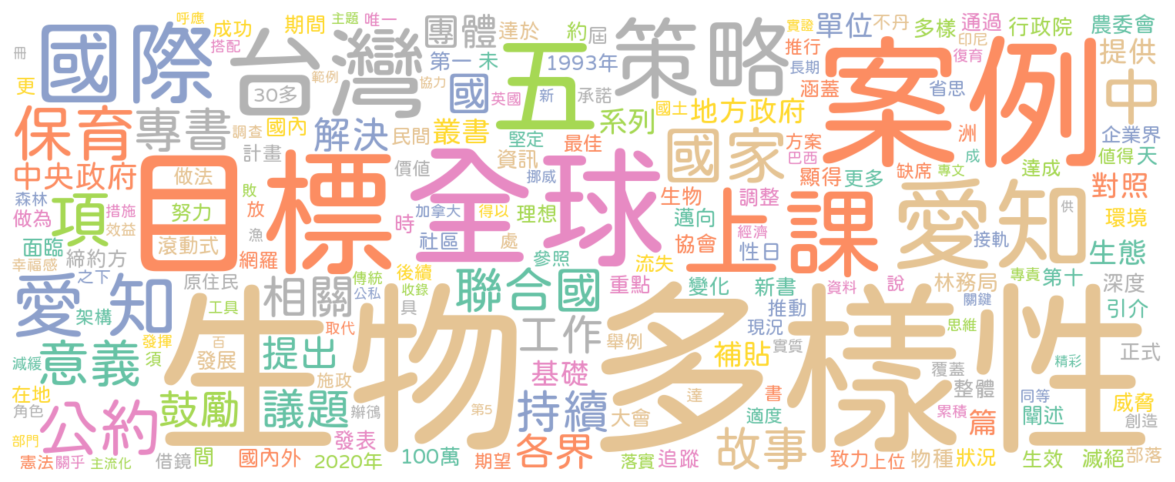 呼應 成功 期間 主題 唯一 團體 達於 約 屆 策略 單位 不丹 多樣 通過 行政院 農委會
冊 搭配 國際 台灣 範例 第一 未 1993年 實證 推行 印尼 復育 提供
更 30多 協力 國 英國 新 承諾 五 長期 涵蓋 案例 省思 中
保育 專書 調查 國內 解決 民間 叢書 堅定 系列 最佳 國土 地方政府 方案 洲 企業界
中央政府 計畫 價值 資訊 國家 巴西 顯得 缺席 成 專文 值得 天
森林 做為 措施 效益 項 做法 敗 努力 放 目標 時 加拿大 挪威 全球 得以 理想 生物 邁向 調整 更多 達成 對照
面臨 滾動式 漁 網羅 社區 處 協會 經濟 性日 上課 愛知 供 接軌 環境
幸福感 締約方 之下 原住民 傳統 後續 參照 流失 資料 說 林務局 專責 第十 生態
愛知 架構 工具 相關 公私 收錄 聯合國 重點 變化 新書 推動 關鍵 深度 引介
發揮 須 百 取代 具 工作 舉例 現況 實質 思維
減緩 意義 發展 提出 施政 基礎 補貼 覆蓋 精彩 正式
在地 生物多樣性 達 書 整體 同等 威脅
角色 公約 鼓勵 議題 辮鴴 第5 持續 大會 適度 累積 篇 闡述 創造
部門 發表 各界 故事
憲法 關乎 主流化 借鏡 間 國內外 2020年 100萬 期望 落實 追蹤 致力 上位 物種 狀況 生效 滅絕 部落